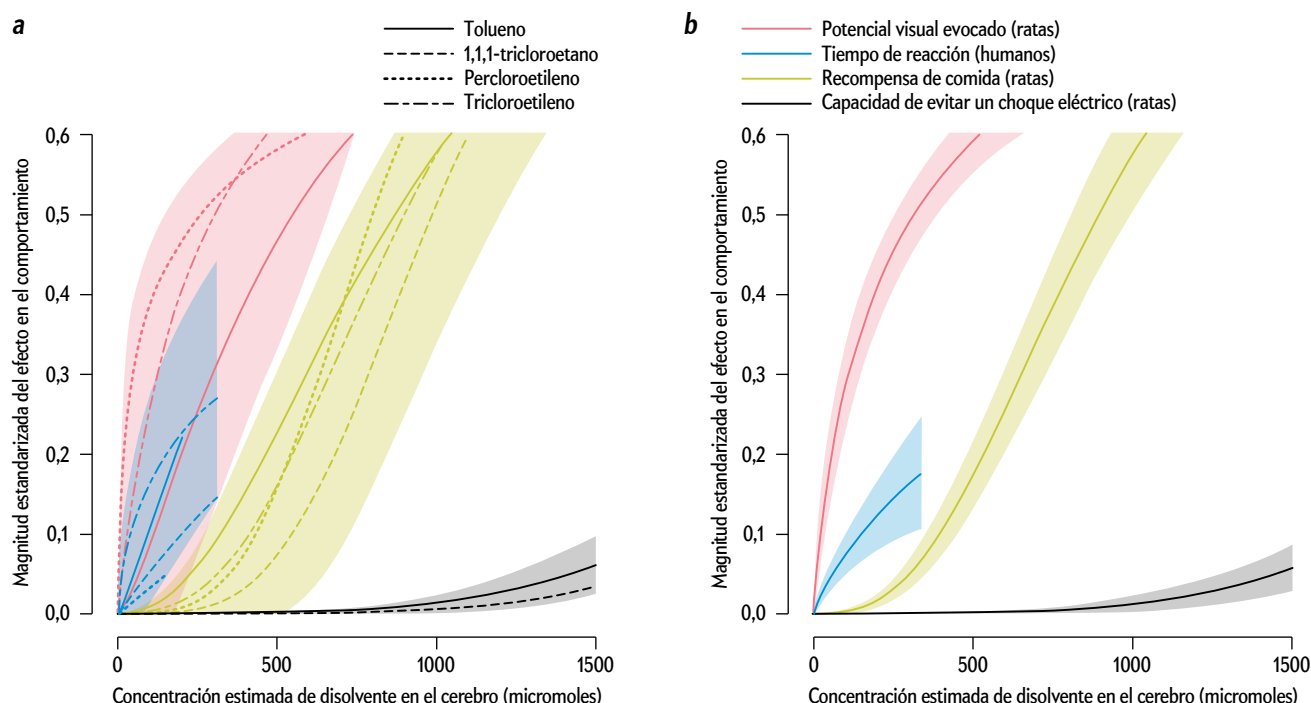 a
Tolueno
1,1,1-tricloroetano
Percloroetileno
Tricloroetileno
Magnitud estandarizada del efecto en el comportamiento
0,6
0,5
0,4
0,3
0,2
0,1
0,0
0
500
1000
1500
Concentración estimada de disolvente en el cerebro (micromoles)
b
Potencial visual evocado (ratas)
Tiempo de reacción (humanos)
Recompensa de comida (ratas)
Capacidad de evitar un choque eléctrico (ratas)
Magnitud estandarizada del efecto en el comportamiento
0,6
0,5
0,4
0,3
0,2
0,1
0,0
0
500
1000
1500
Concentración estimada de disolvente en el cerebro (micromoles)